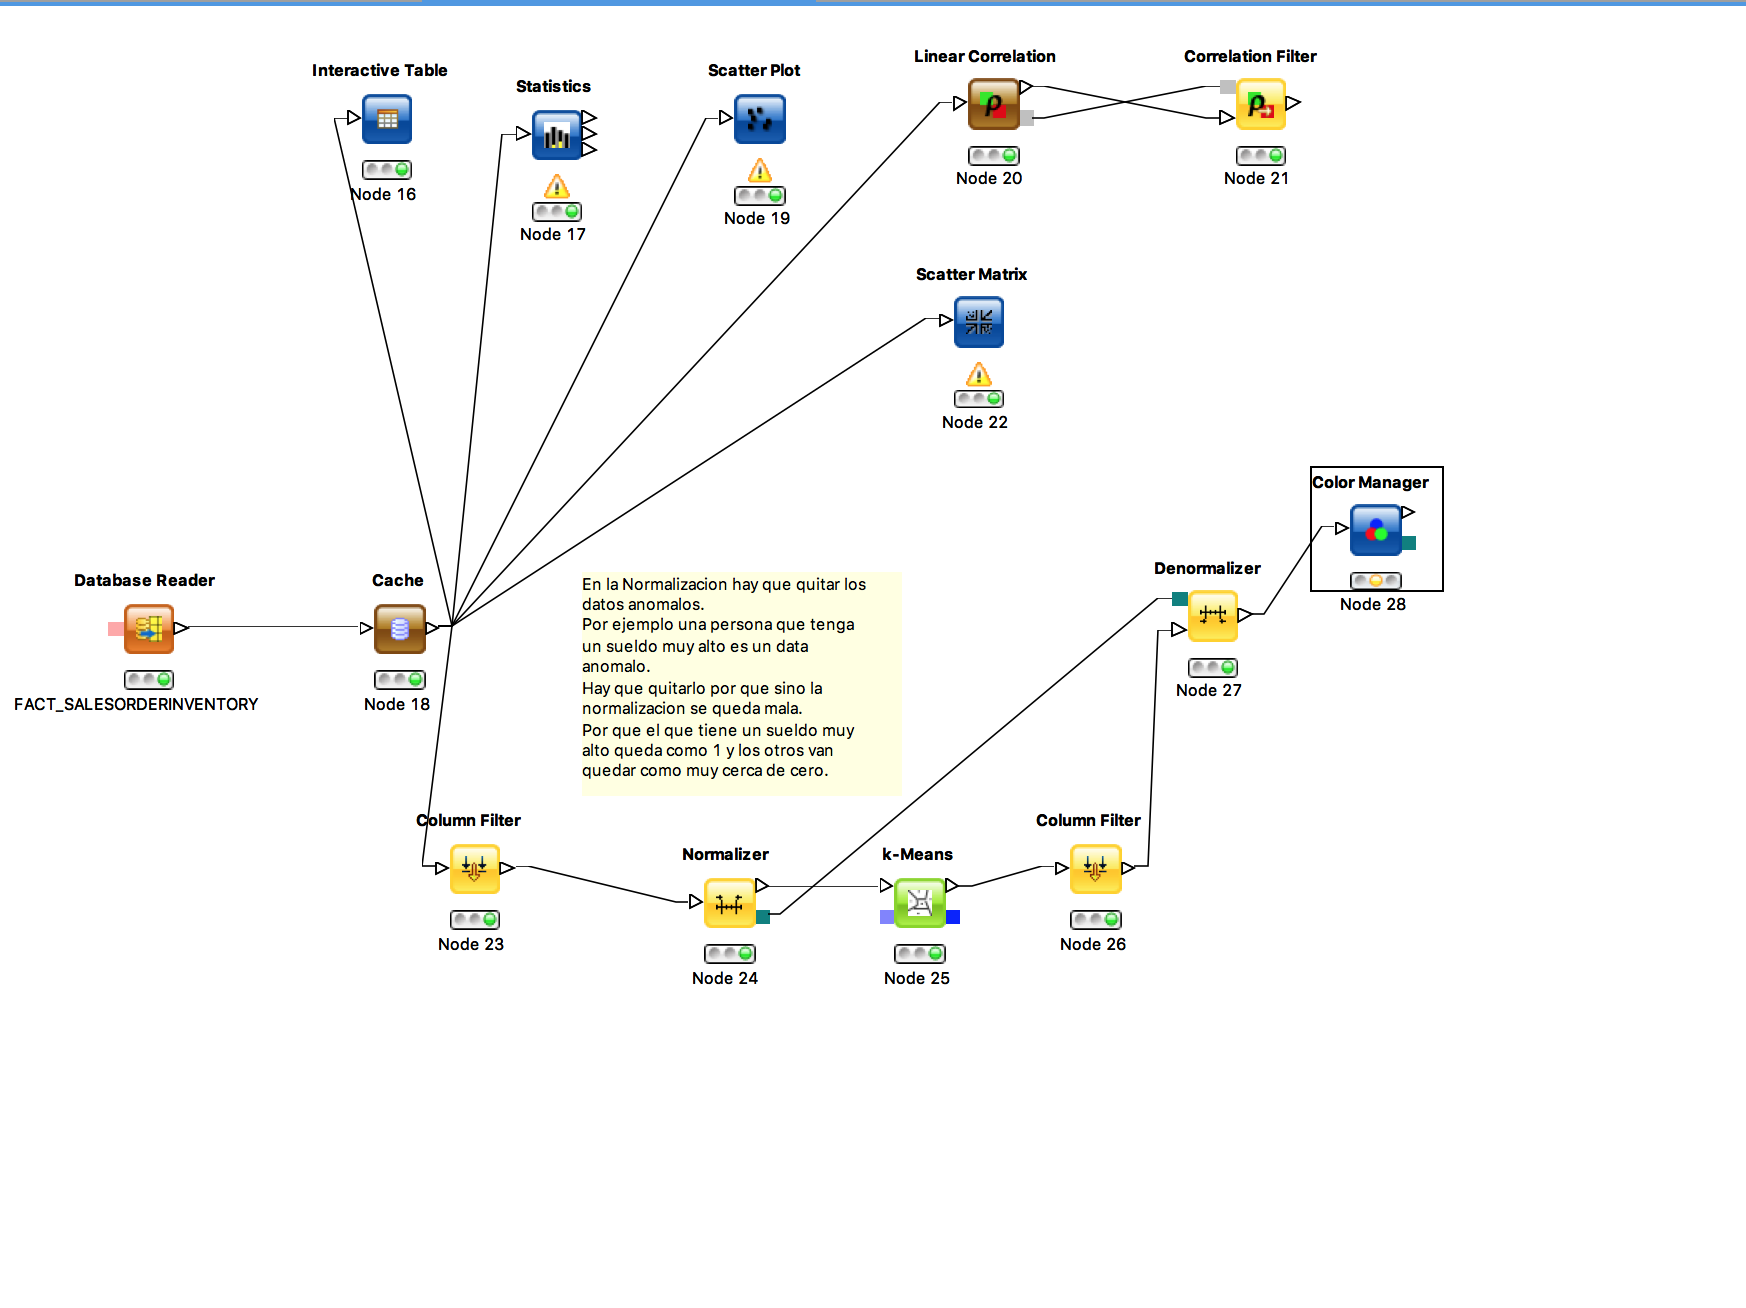 Interactive Table
Node 16
Statistics
Node 17
Scatter Plot
Node 19
Linear Correlation
Node 20
Correlation Filter
Node 21
Scatter Matrix
Node 22
Color Manager
Node 28
Denormalizer
Node 27
Database Reader
FACT_SALESORDERINVENTORY
Cache
Node 18
En la Normalizacion hay que quitar los
datos anomalos.
Por ejemplo una persona que tenga
un sueldo muy alto es un data
anomalo.
Hay que quitarlo por que sino la
normalizacion se queda mala.
Por que el que tiene un sueldo muy
alto queda como 1 y los otros van
quedar como muy cerca de cero.
Column Filter
Node 23
Normalizer
Node 24
k-Means
Node 25
Column Filter
Node 26